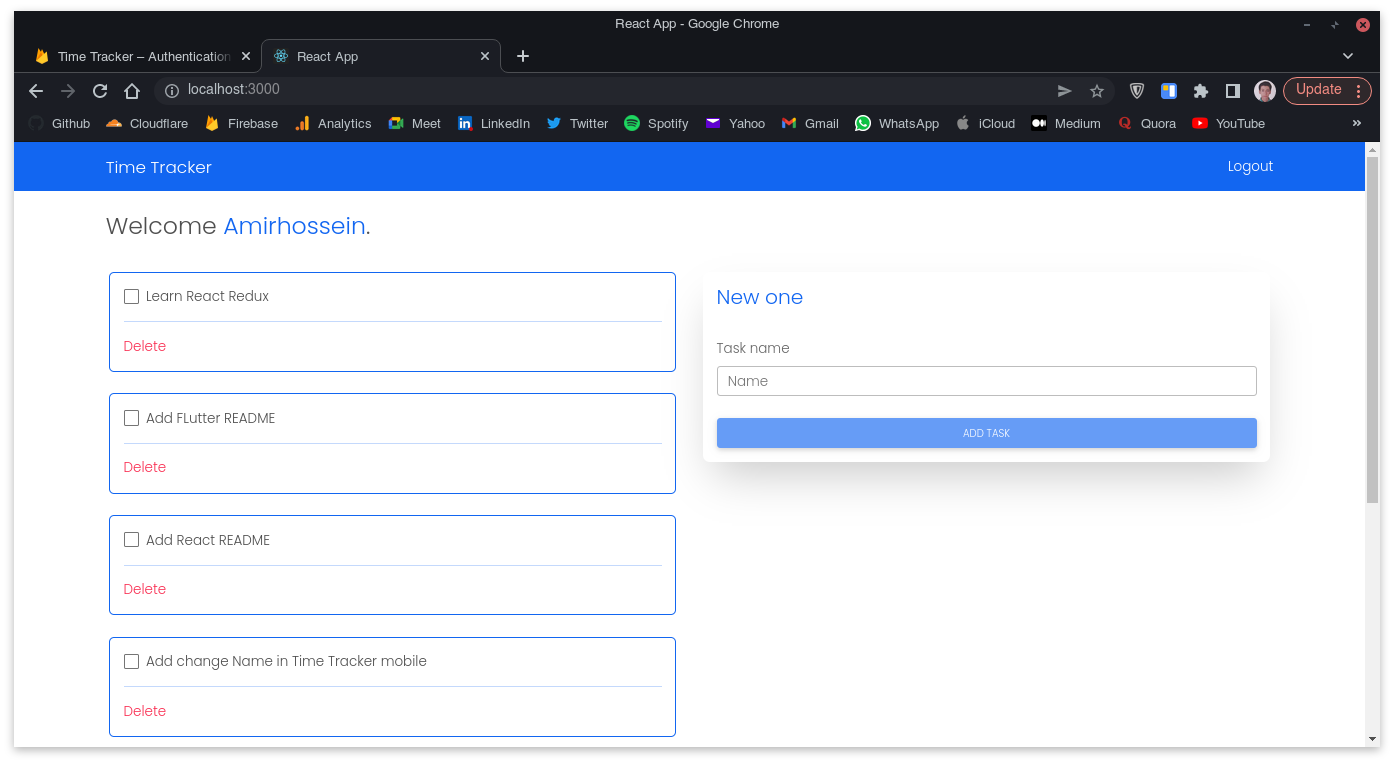 React App - Google Chrome
Time Tracker – Authentication
React App
localhost:3000
Update
Github Cloudflare Firebase Analytics Meet LinkedIn Twitter Spotify Yahoo Gmail WhatsApp iCloud Medium Quora YouTube »
Time Tracker Logout
Welcome Amirhossein.
Learn React Redux
Delete
Add FLutter README
Delete
Add React README
Delete
Add change Name in Time Tracker mobile
Delete
New one
Task name
Name
ADD TASK